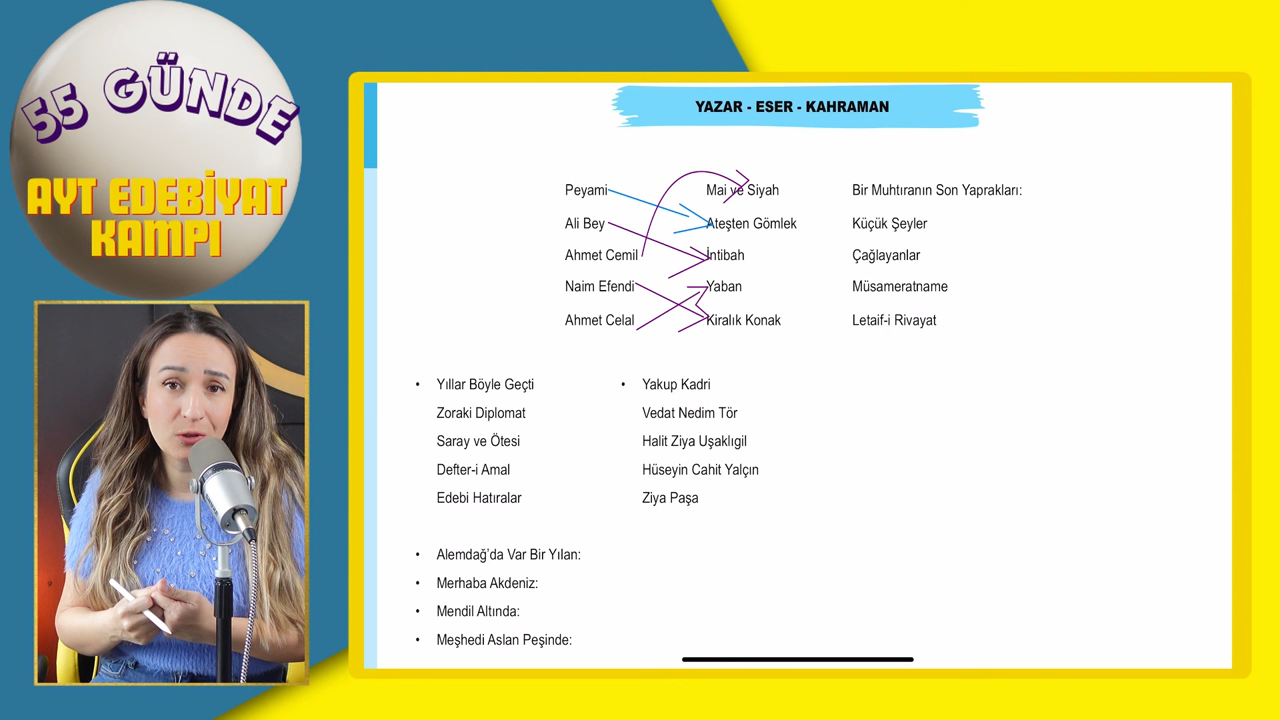 55 GÜNDE
AYT EDEBİYAT
KAMPI
YAZAR - ESER - KAHRAMAN
Peyami
Ali Bey
Ahmet Cemil
Naim Efendi
Ahmet Celal
Mai ve Siyah
Ateşten Gömlek
İntibah
Yaban
Kiralık Konak
Bir Muhtıranın Son Yaprakları:
Küçük Şeyler
Çağlayanlar
Müsameratname
Letaif-i Rivayat
• Yıllar Böyle Geçti
Zoraki Diplomat
Saray ve Ötesi
Defter-i Amal
Edebi Hatıralar
• Yakup Kadri
Vedat Nedim Tör
Halit Ziya Uşaklıgil
Hüseyin Cahit Yalçın
Ziya Paşa
• Alemdağ'da Var Bir Yılan:
• Merhaba Akdeniz:
• Mendil Altında:
• Meşhedi Aslan Peşinde: